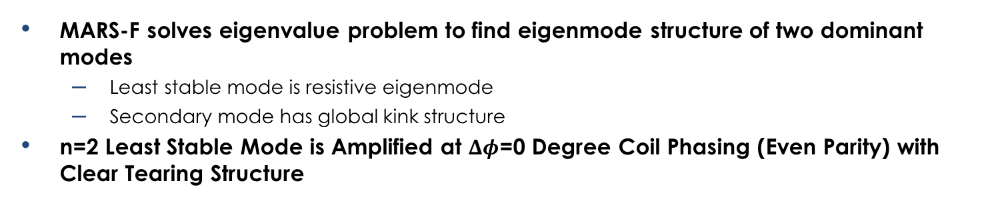 • MARS-F solves eigenvalue problem to find eigenmode structure of two dominant
modes
– Least stable mode is resistive eigenmode
– Secondary mode has global kink structure
• n=2 Least Stable Mode is Amplified at Δϕ=0 Degree Coil Phasing (Even Parity) with
Clear Tearing Structure